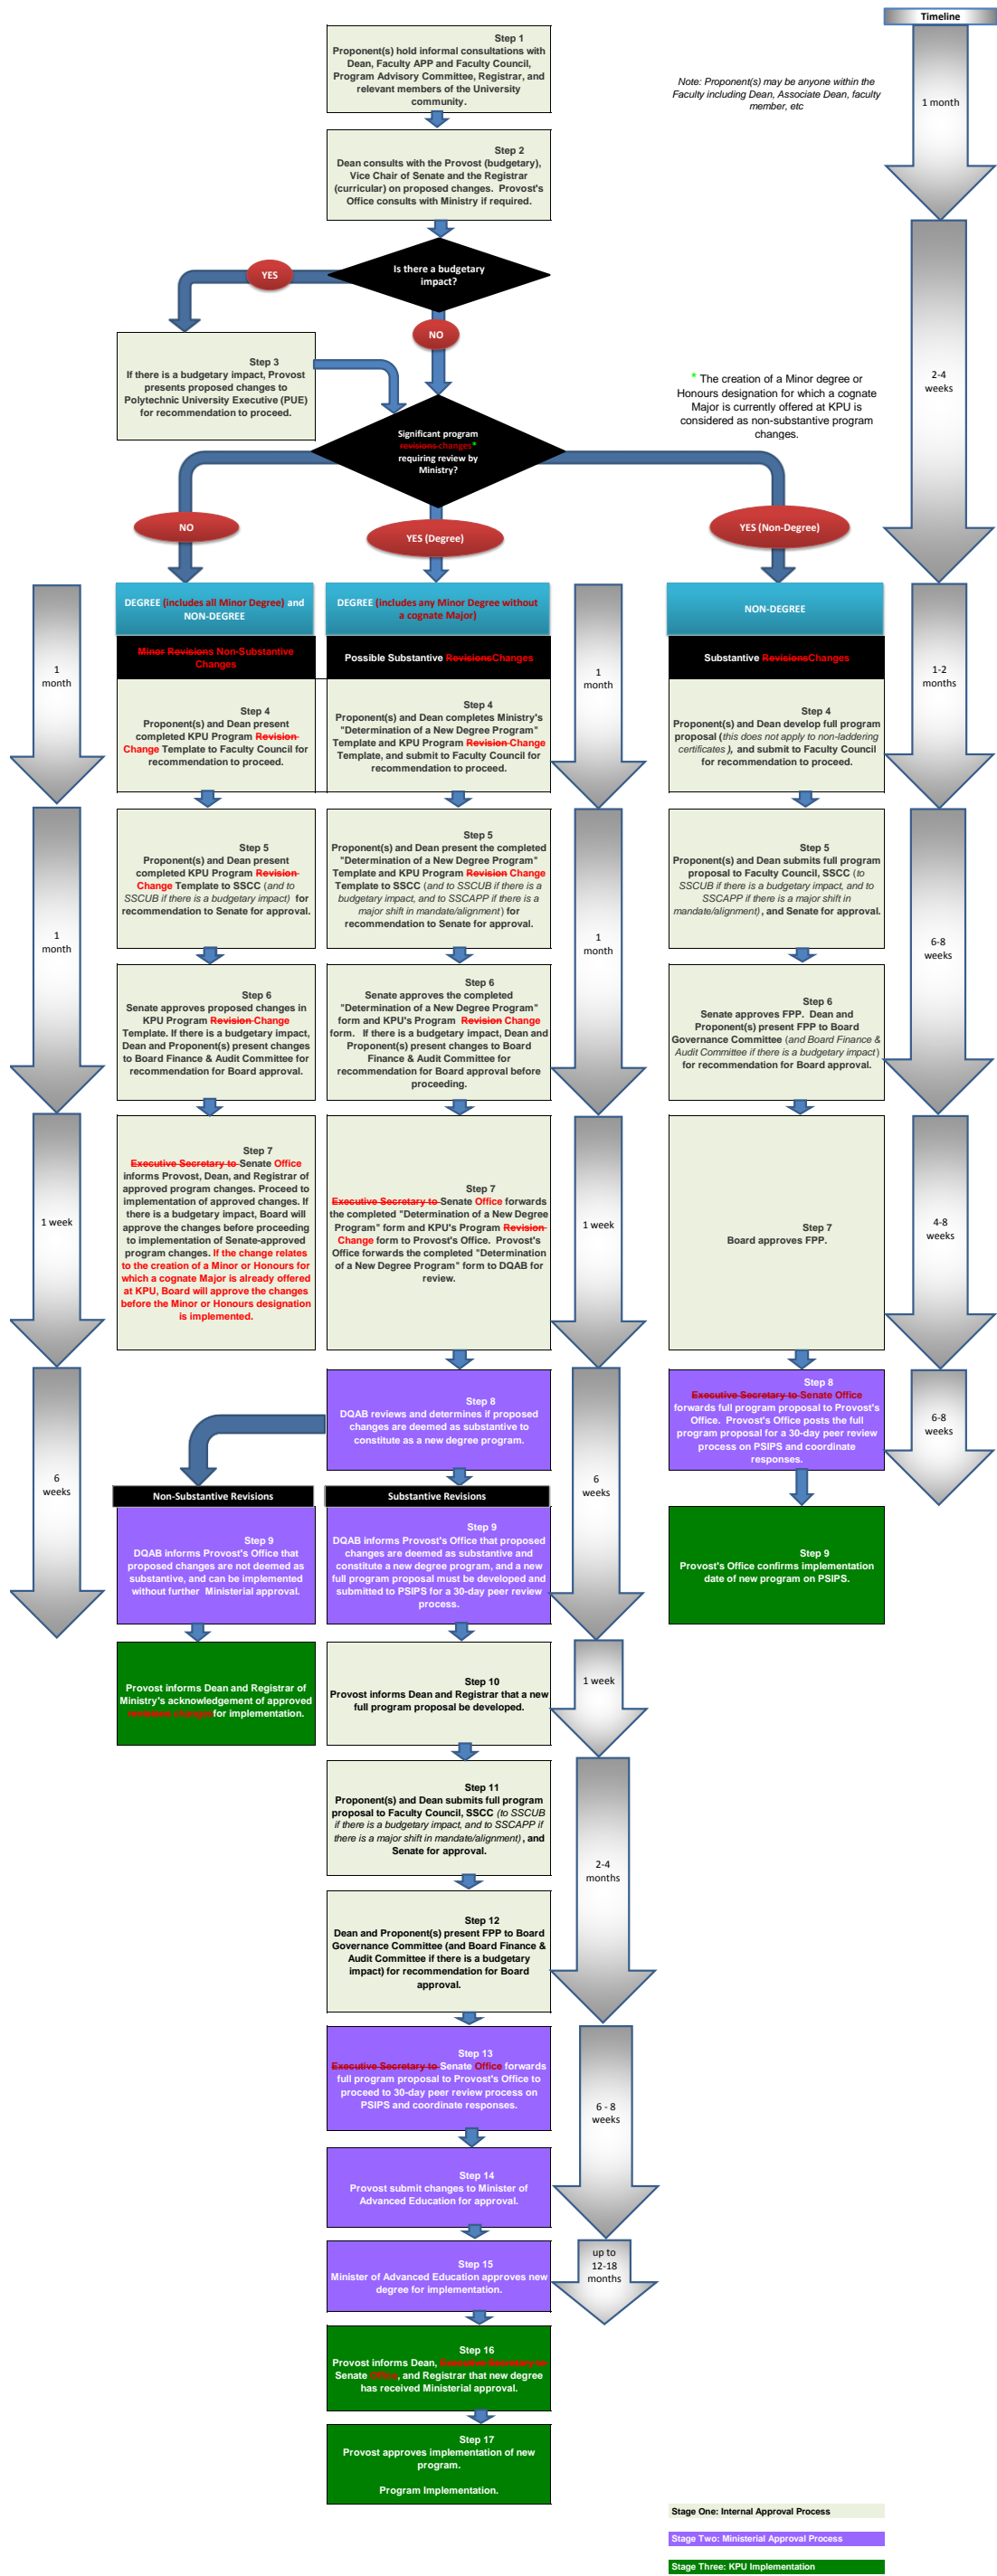 Timeline
Step 1
Proponent(s) hold informal consultations with
Dean, Faculty APP and Faculty Council,
Program Advisory Committee, Registrar, and
relevant members of the University
community.
Note: Proponent(s) may be anyone within the
Faculty including Dean, Associate Dean, faculty
member, etc
1 month
Step 2
Dean consults with the Provost (budgetary),
Vice Chair of Senate and the Registrar
(curricular) on proposed changes. Provost's
Office consults with Ministry if required.
Is there a budgetary
impact?
YES
NO
Step 3
If there is a budgetary impact, Provost
presents proposed changes to
Polytechnic University Executive (PUE)
for recommendation to proceed.
2-4
weeks
* The creation of a Minor degree or
Honours designation for which a cognate
Major is currently offered at KPU is
considered as non-substantive program
changes.
Significant program
revisions changes*
requiring review by
Ministry?
NO
YES (Degree)
YES (Non-Degree)
DEGREE (includes all Minor Degree) and
NON-DEGREE
DEGREE (includes any Minor Degree without
a cognate Major)
NON-DEGREE
Minor Revisions Non-Substantive
Changes
Possible Substantive RevisionsChanges
Substantive RevisionsChanges
1
month
1
month
1-2
months
Step 4
Proponent(s) and Dean present
completed KPU Program Revision
Change Template to Faculty Council for
recommendation to proceed.
Step 4
Proponent(s) and Dean completes Ministry's
"Determination of a New Degree Program"
Template and KPU Program Revision Change
Template, and submit to Faculty Council for
recommendation to proceed.
Step 4
Proponent(s) and Dean develop full program
proposal (this does not apply to non-laddering
certificates ), and submit to Faculty Council
for recommendation to proceed.
Step 5
Proponent(s) and Dean present
completed KPU Program Revision
Change Template to SSCC (and to
SSCUB if there is a budgetary impact) for
recommendation to Senate for approval.
Step 5
Proponent(s) and Dean present the completed
"Determination of a New Degree Program"
Template and KPU Program Revision Change
Template to SSCC (and to SSCUB if there is a
budgetary impact, and to SSCAPP if there is a
major shift in mandate/alignment) for
recommendation to Senate for approval.
Step 5
Proponent(s) and Dean submits full program
proposal to Faculty Council, SSCC (to
SSCUB if there is a budgetary impact, and to
SSCAPP if there is a major shift in
mandate/alignment), and Senate for approval.
1
month
1
month
6-8
weeks
Step 6
Senate approves proposed changes in
KPU Program Revision Change
Template. If there is a budgetary impact,
Dean and Proponent(s) present changes
to Board Finance & Audit Committee for
recommendation for Board approval.
Step 6
Senate approves the completed
"Determination of a New Degree Program"
form and KPU's Program Revision Change
form. If there is a budgetary impact, Dean and
Proponent(s) present changes to Board
Finance & Audit Committee for
recommendation for Board approval before
proceeding.
Step 6
Senate approves FPP. Dean and
Proponent(s) present FPP to Board
Governance Committee (and Board Finance &
Audit Committee if there is a budgetary impact)
for recommendation for Board approval.
Step 7
Executive Secretary to Senate Office
informs Provost, Dean, and Registrar of
approved program changes. Proceed to
implementation of approved changes. If
there is a budgetary impact, Board will
approve the changes before proceeding
to implementation of Senate-approved
program changes. If the change relates
to the creation of a Minor or Honours for
which a cognate Major is already offered
at KPU, Board will approve the changes
before the Minor or Honours designation
is implemented.
Step 7
Executive Secretary to Senate Office forwards
the completed "Determination of a New Degree
Program" form and KPU's Program Revision
Change form to Provost's Office. Provost's
Office forwards the completed "Determination
of a New Degree Program" form to DQAB for
review.
Step 7
Board approves FPP.
1 week
1 week
4-8
weeks
Step 8
DQAB reviews and determines if proposed
changes are deemed as substantive to
constitute as a new degree program.
Step 8
Executive Secretary to Senate Office
forwards full program proposal to Provost's
Office. Provost's Office posts the full
program proposal for a 30-day peer review
process on PSIPS and coordinate
responses.
6-8
weeks
6
weeks
6
weeks
Non-Substantive Revisions
Substantive Revisions
Step 9
DQAB informs Provost's Office that
proposed changes are not deemed as
substantive, and can be implemented
without further Ministerial approval.
Step 9
DQAB informs Provost's Office that proposed
changes are deemed as substantive and
constitute a new degree program, and a new
full program proposal must be developed and
submitted to PSIPS for a 30-day peer review
process.
Step 9
Provost's Office confirms implementation
date of new program on PSIPS.
Provost informs Dean and Registrar of
Ministry's acknowledgement of approved
revisions changesfor implementation.
Step 10
Provost informs Dean and Registrar that a new
full program proposal be developed.
1 week
Step 11
Proponent(s) and Dean submits full program
proposal to Faculty Council, SSCC (to SSCUB
if there is a budgetary impact, and to SSCAPP if
there is a major shift in mandate/alignment), and
Senate for approval.
2-4
months
Step 12
Dean and Proponent(s) present FPP to Board
Governance Committee (and Board Finance &
Audit Committee if there is a budgetary
impact) for recommendation for Board
approval.
Step 13
Executive Secretary to Senate Office forwards
full program proposal to Provost's Office to
proceed to 30-day peer review process on
PSIPS and coordinate responses.
6 - 8
weeks
Step 14
Provost submit changes to Minister of
Advanced Education for approval.
Step 15
Minister of Advanced Education approves new
degree for implementation.
up to
12-18
months
Step 16
Provost informs Dean, Executive Secretary to
Senate Office, and Registrar that new degree
has received Ministerial approval.
Step 17
Provost approves implementation of new
program.
Program Implementation.
Stage One: Internal Approval Process
Stage Two: Ministerial Approval Process
Stage Three: KPU Implementation